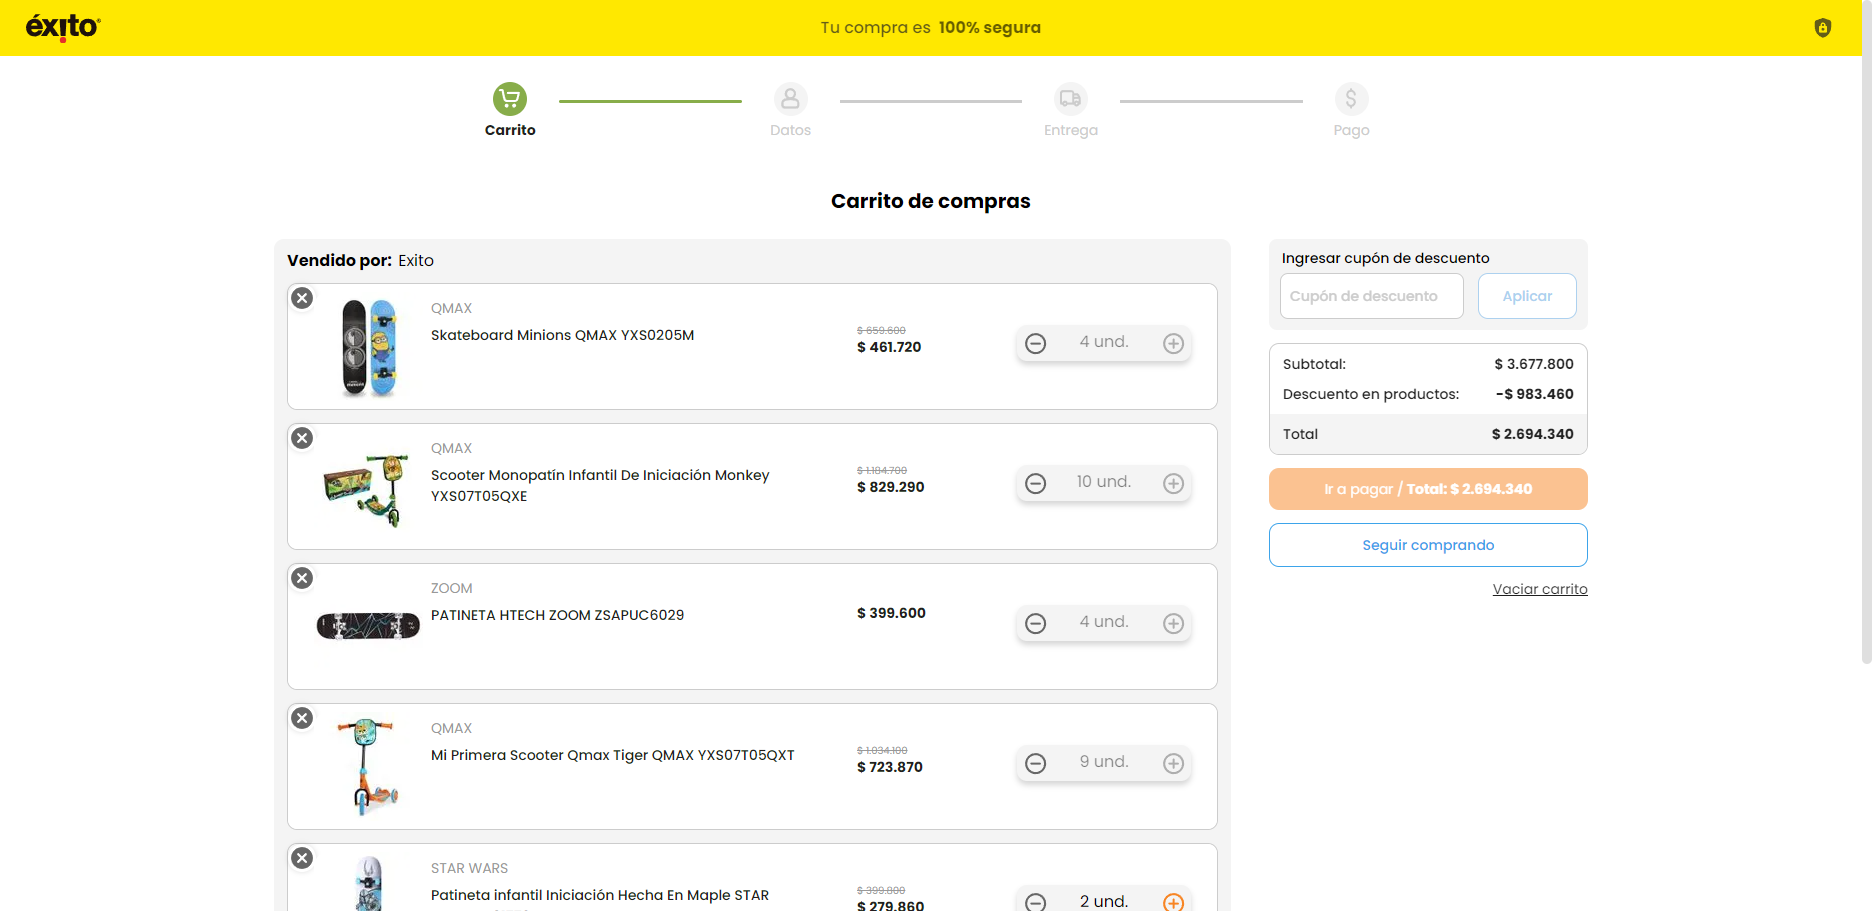 éxito
Tu compra es 100% segura
Carrito
Datos
Entrega
Pago
Carrito de compras
Vendido por: Exito
QMAX
Skateboard Minions QMAX YXS0205M
$ 659.600
$ 461.720
4 und.
QMAX
Scooter Monopatín Infantil De Iniciación Monkey
YXS07T05QXE
$ 1.184.700
$ 829.290
10 und.
ZOOM
PATINETA HTECH ZOOM ZSAPUC6029
$ 399.600
4 und.
QMAX
Mi Primera Scooter Qmax Tiger QMAX YXS07T05QXT
$ 1.034.100
$ 723.870
9 und.
STAR WARS
Patineta infantil Iniciación Hecha En Maple STAR
$ 399.800
$ 279.860
2 und.
Ingresar cupón de descuento
Cupón de descuento
Aplicar
Subtotal: $ 3.677.800
Descuento en productos: -$ 983.460
Total $ 2.694.340
Ir a pagar / Total: $ 2.694.340
Seguir comprando
Vaciar carrito